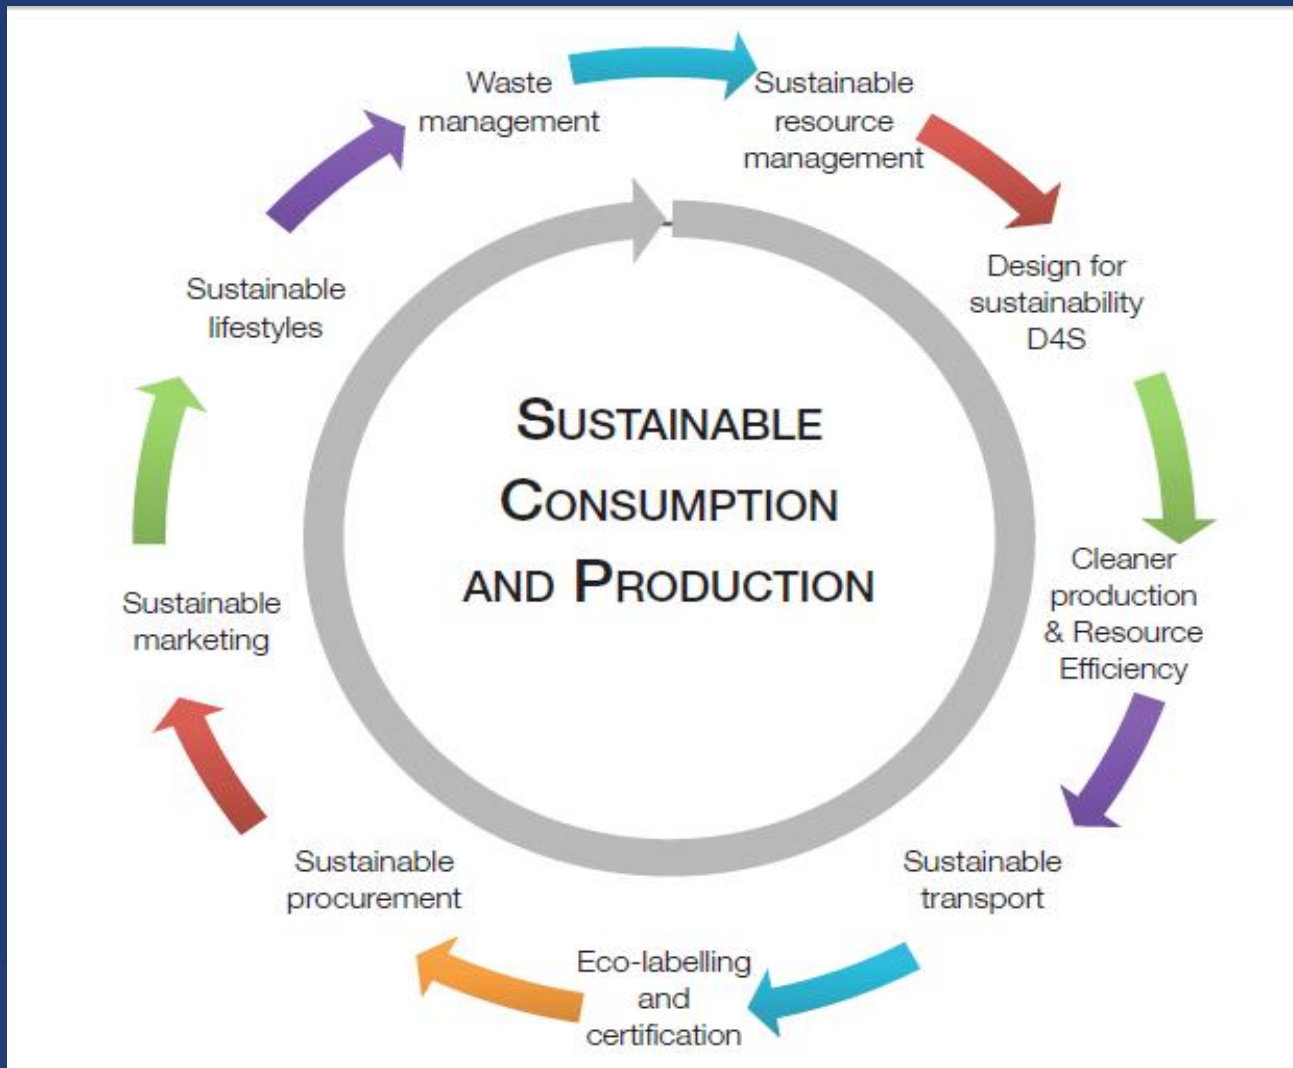 Waste
management
Sustainable
resource
management
Design for
sustainability
D4S
Cleaner
production
& Resource
Efficiency
Sustainable
transport
Eco-labelling
and
certification
Sustainable
procurement
Sustainable
marketing
Sustainable
lifestyles
SUSTAINABLE
CONSUMPTION
AND PRODUCTION